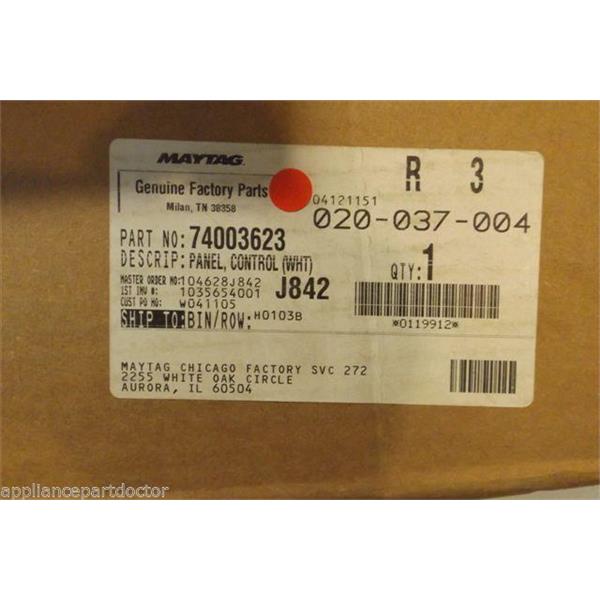 MAYTAG
R 3
Genuine Factory Parts
Milan, TN 38358
04121151
020-037-004
PART NO: 74003623
DESCRIP: PANEL, CONTROL (WHT)
QTY: 1
MASTER ORDER NO: 104628J842
J842
1ST INV #: 1035654001
CUST PO NO: W041105
SHIP TO: BIN/ROW: H0103B
*0119912*
MAYTAG CHICAGO FACTORY SVC 272
2255 WHITE OAK CIRCLE
AURORA, IL 60504
appliancepartdoctor